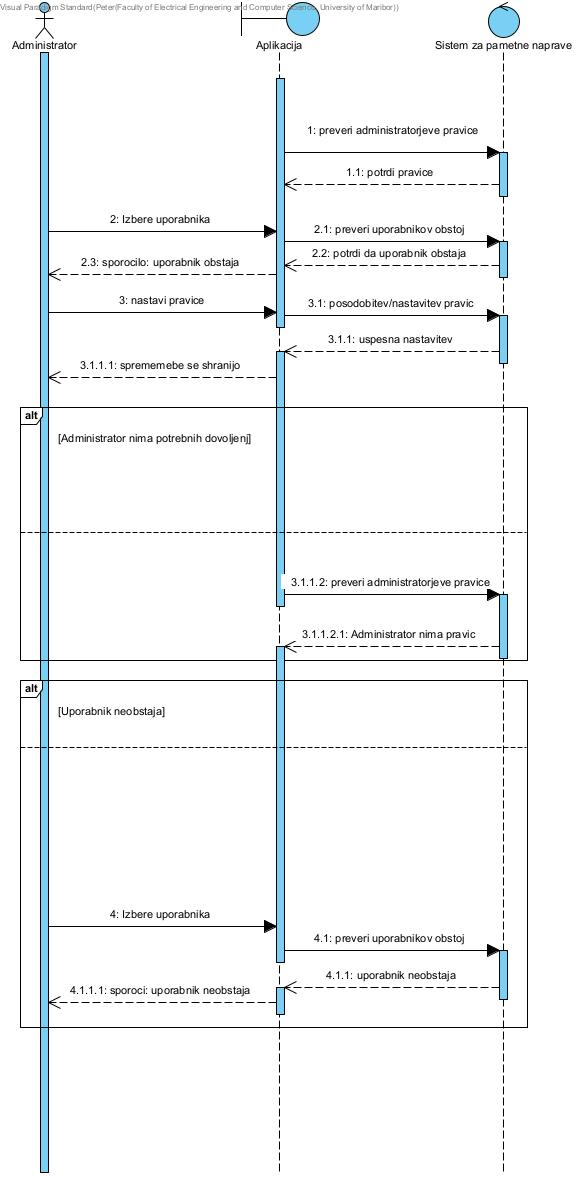 Visual Paradigm Standard(Peter(Faculty of Electrical Engineering and Computer Science, University of Maribor))
Administrator
Aplikacija
Sistem za pametne naprave
1: preveri administratorjeve pravice
1.1: potrdi pravice
2: Izbere uporabnika
2.1: preveri uporabnikov obstoj
2.2: potrdi da uporabnik obstaja
2.3: sporocilo: uporabnik obstaja
3: nastavi pravice
3.1: posodobitev/nastavitev pravic
3.1.1: uspesna nastavitev
3.1.1.1: sprememebe se shranijo
alt
[Administrator nima potrebnih dovoljenj]
3.1.1.2: preveri administratorjeve pravice
3.1.1.2.1: Administrator nima pravic
alt
[Uporabnik neobstaja]
4: Izbere uporabnika
4.1: preveri uporabnikov obstoj
4.1.1: uporabnik neobstaja
4.1.1.1: sporoci: uporabnik neobstaja